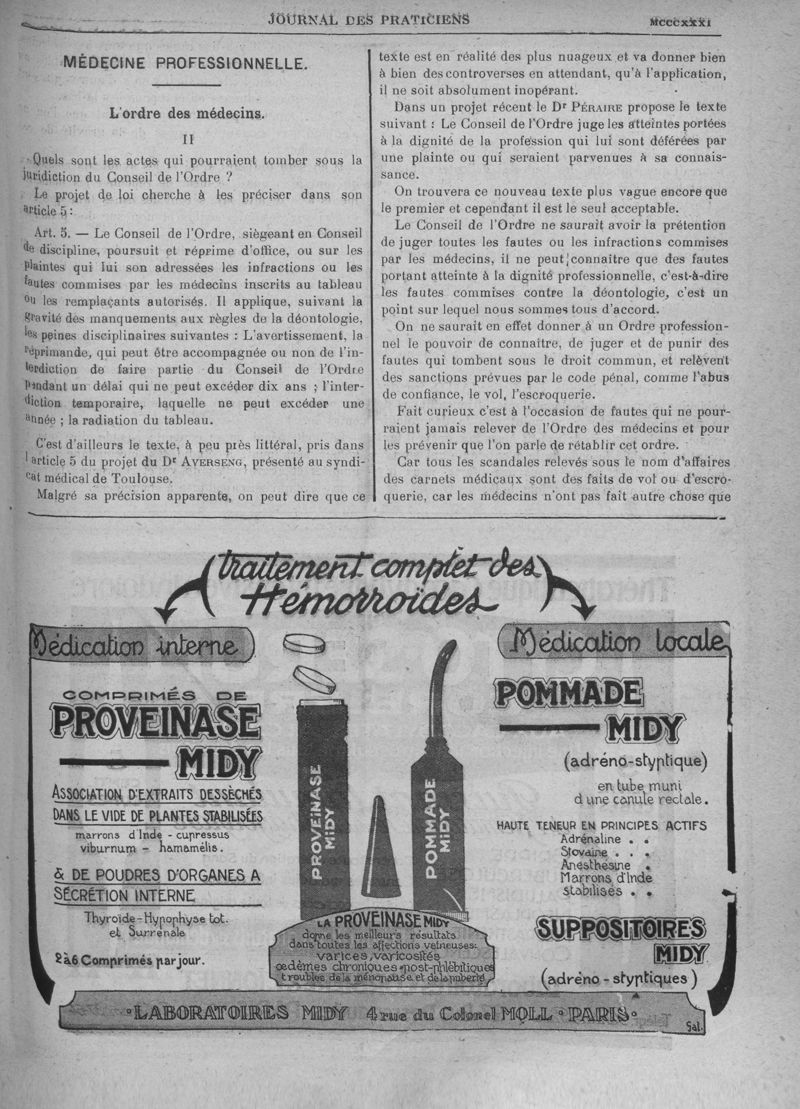 JOURNAL DES PRATICIENS
MCCCXXXI
MÉDECINE PROFESSIONNELLE.
L'ordre des médecins.
II
Quels sont les actes qui pourraient tomber sous la
juridiction du Conseil de l'Ordre ?
Le projet de loi cherche à les préciser dans son
article 5 :
Art. 5. — Le Conseil de l'Ordre, siégeant en Conseil
de discipline, poursuit et réprime d'office, ou sur les
plaintes qui lui son adressées les infractions ou les
fautes commises par les médecins inscrits au tableau
ou les remplaçants autorisés. Il applique, suivant la
gravité des manquements aux règles de la déontologie,
les peines disciplinaires suivantes : L'avertissement, la
réprimande, qui peut être accompagnée ou non de l'in-
terdiction de faire partie du Conseil de l'Ordre
pendant un délai qui ne peut excéder dix ans ; l'inter-
diction temporaire, laquelle ne peut excéder une
année ; la radiation du tableau.
C'est d'ailleurs le texte, à peu près littéral, pris dans
l'article 5 du projet du Dr AVERSENG, présenté au syndi-
cat médical de Toulouse.
Malgré sa précision apparente, on peut dire que ce
texte est en réalité des plus nuageux et va donner bien
à bien des controverses en attendant, qu'à l'application,
il ne soit absolument inopérant.
Dans un projet récent le Dr PÉRAIRE propose le texte
suivant : Le Conseil de l'Ordre juge les atteintes portées
à la dignité de la profession qui lui sont déférées par
une plainte ou qui seraient parvenues à sa connais-
sance.
On trouvera ce nouveau texte plus vague encore que
le premier et cependant il est le seul acceptable.
Le Conseil de l'Ordre ne saurait avoir la prétention
de juger toutes les fautes ou les infractions commises
par les médecins, il ne peut connaître que des fautes
portant atteinte à la dignité professionnelle, c'est-à-dire
les fautes commises contre la déontologie, c'est un
point sur lequel nous sommes tous d'accord.
On ne saurait en effet donner à un Ordre profession-
nel le pouvoir de connaître, de juger et de punir des
fautes qui tombent sous le droit commun, et relèvent
des sanctions prévues par le code pénal, comme l'abus
de confiance, le vol, l'escroquerie.
Fait curieux c'est à l'occasion de fautes qui ne pour-
raient jamais relever de l'Ordre des médecins et pour
les prévenir que l'on parle de rétablir cet ordre.
Car tous les scandales relevés sous le nom d'affaires
des carnets médicaux sont des faits de vol ou d'escro-
querie, car les médecins n'ont pas fait autre chose que
traitement complet des
Hémorroïdes
Médication interne
COMPRIMÉS DE
PROVEINASE
MIDY
ASSOCIATION D'EXTRAITS DESSÈCHÉS
DANS LE VIDE DE PLANTES STABILISÉES
marrons d'Inde - cupressus
viburnum - hamamélis.
& DE POUDRES D'ORGANES A
SÉCRÉTION INTERNE
Thyroïde - Hypophyse tot.
et Surrénale
2 à 6 Comprimés par jour.
PROVEINASE
MIDY
POMMADE
MIDY
LA PROVEINASE MIDY
donne les meilleurs résultats
dans toutes les affections veineuses:
varices, varicosités
œdèmes chroniques post-phlébitiques
troubles de la ménopause et de la puberté
Médication locale
POMMADE
MIDY
(adréno-styptique)
en tube muni
d'une canule rectale.
HAUTE TENEUR EN PRINCIPES ACTIFS
Adrénaline . .
Stovaïne . . .
Anesthésine .
Marrons d'Inde
stabilisés . .
SUPPOSITOIRES
MIDY
(adréno-styptiques)
LABORATOIRES MIDY 4 rue du Colonel MOLL PARIS
Sal.